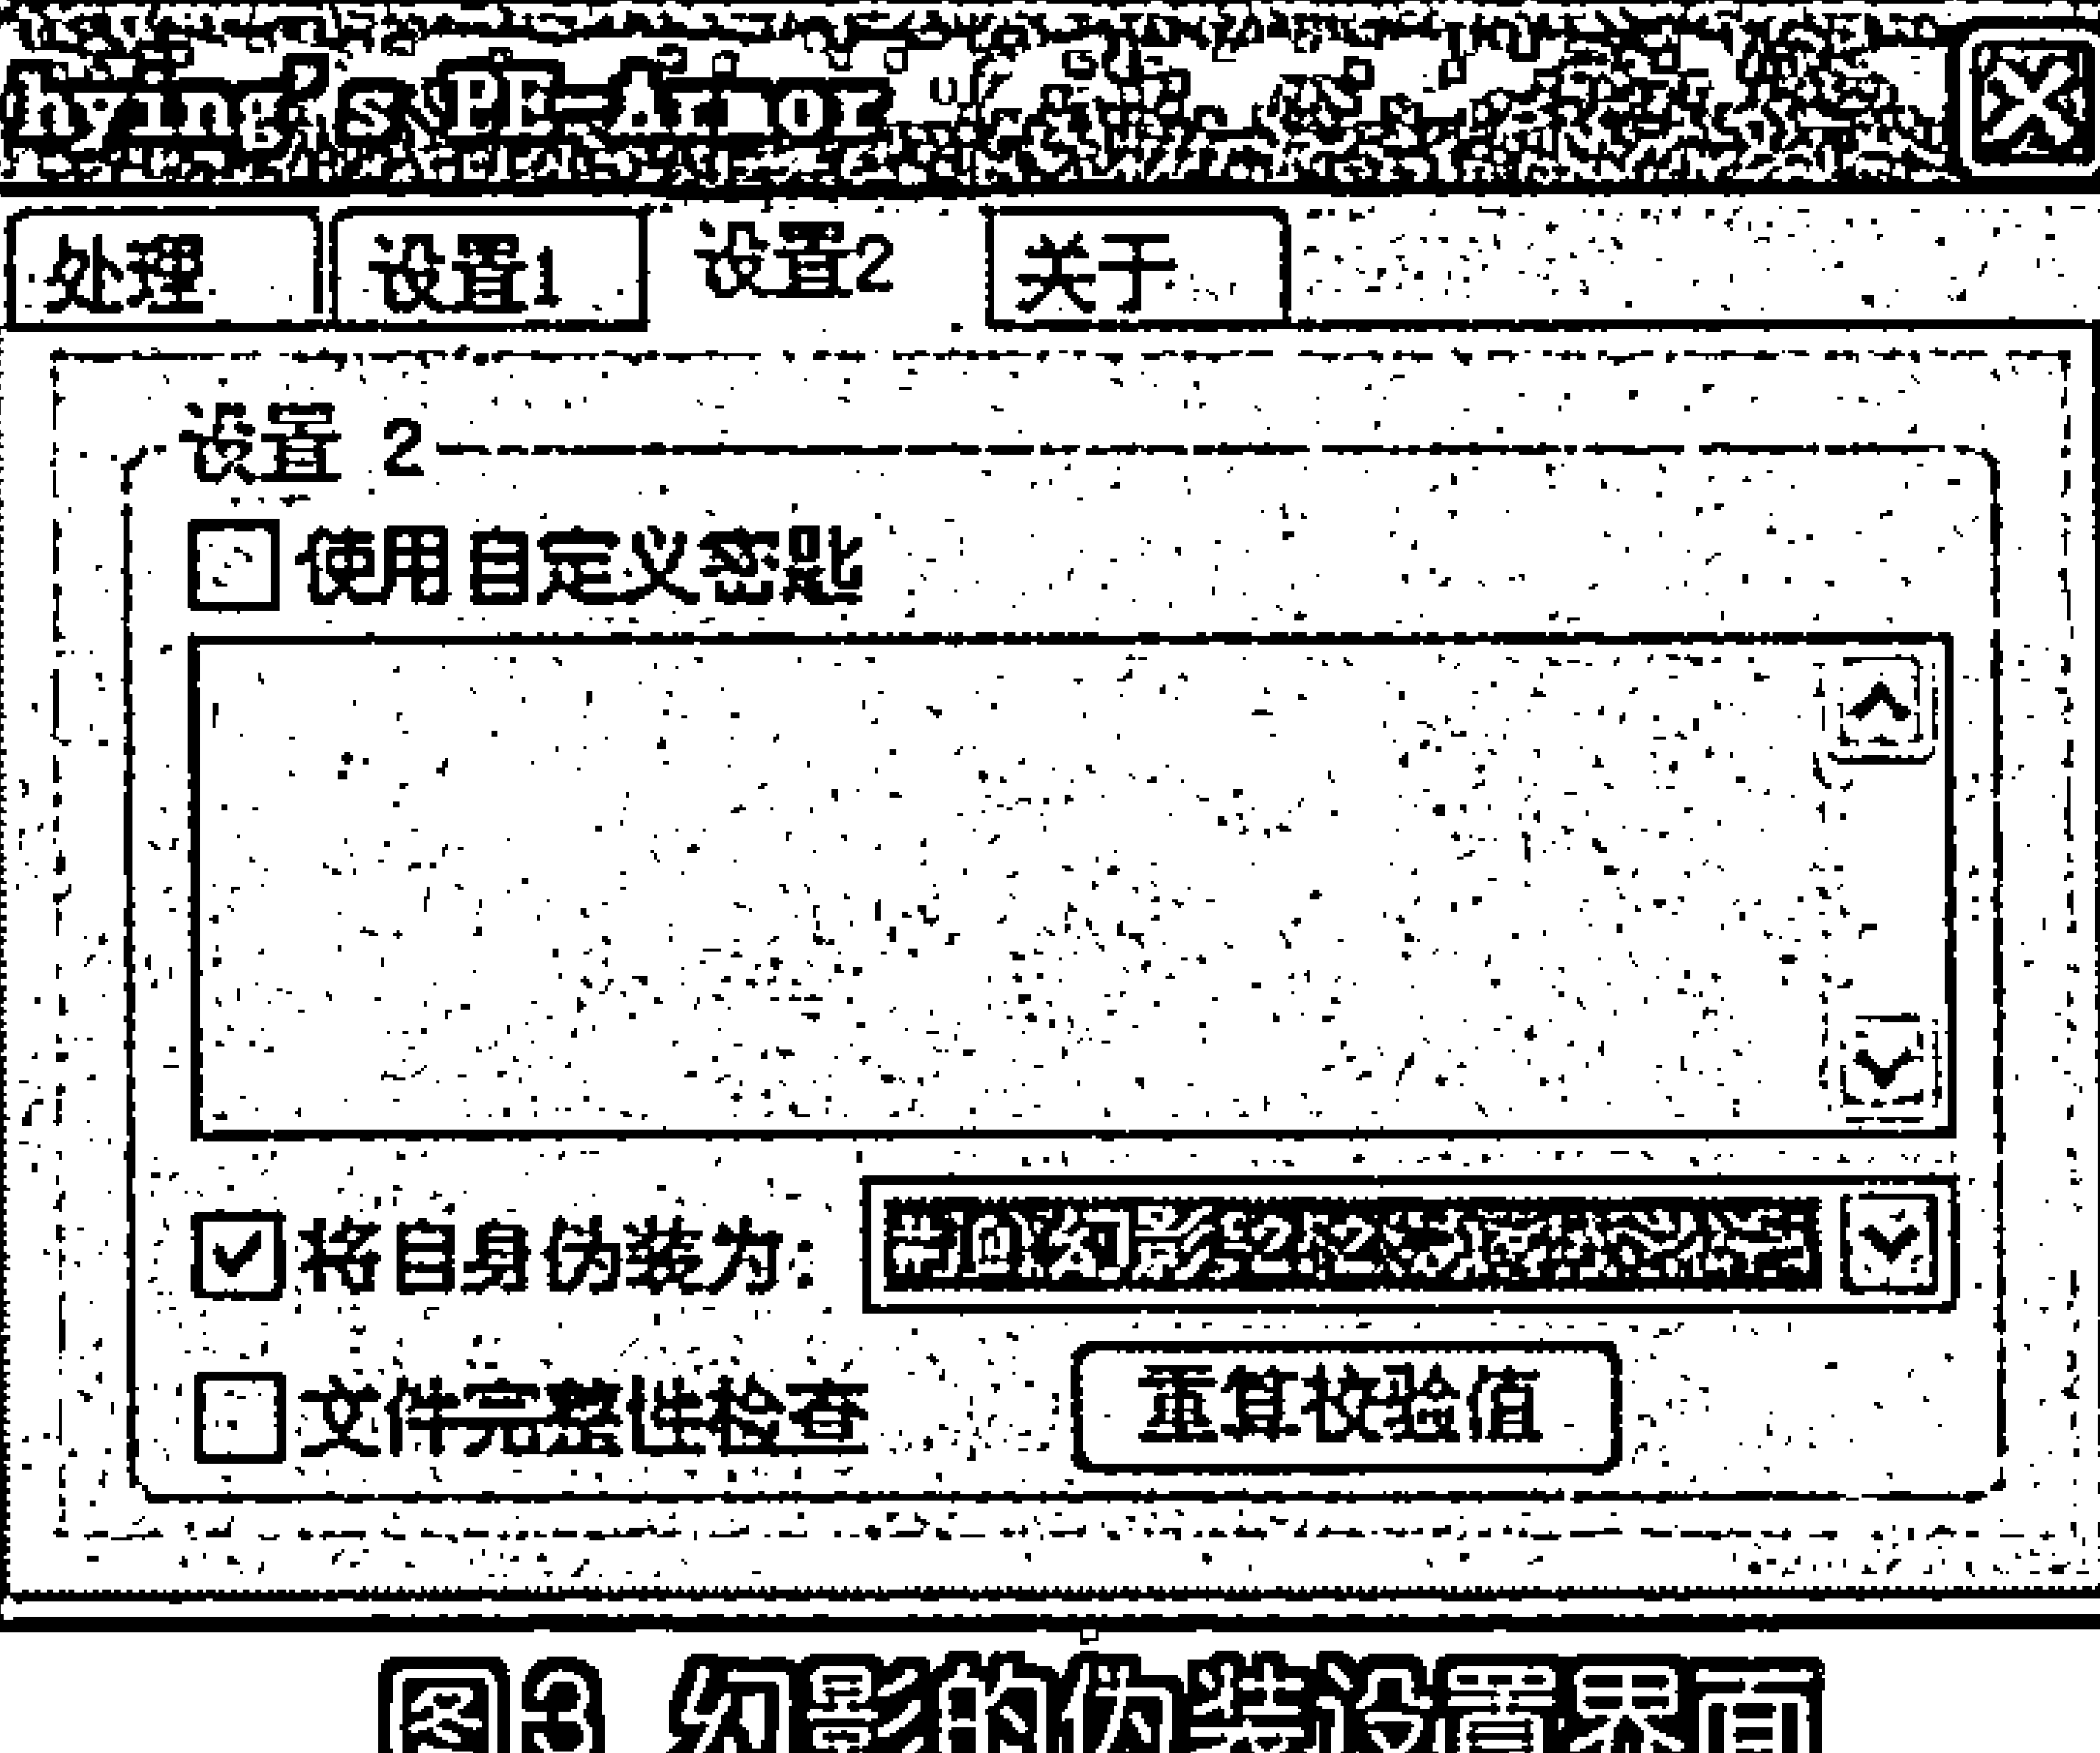 hying's PE-Armor
处理 设置1 设置2 关于
设置 2
使用自定义密匙
将自身伪装为:
幻影
文件完整性检查 重算校验值
图3 幻影的伪装设置界面